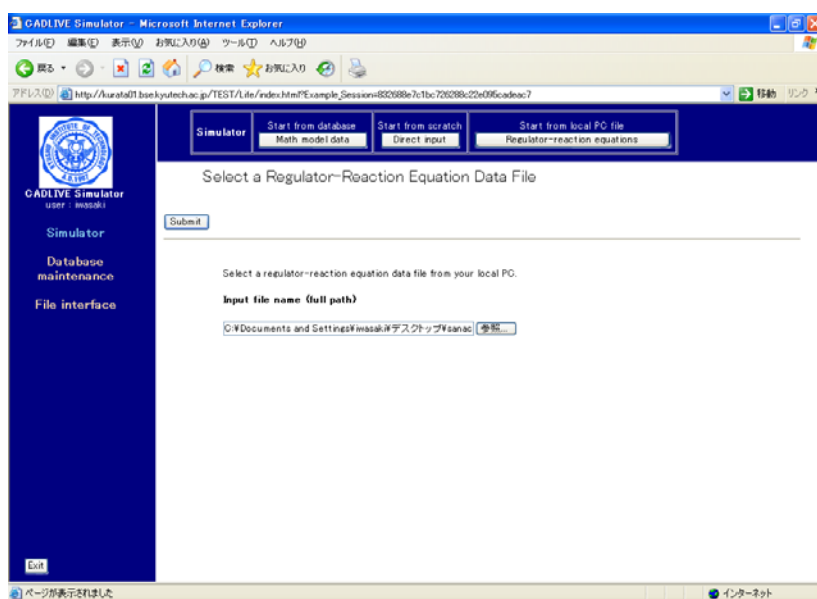 CADLIVE Simulator - Microsoft Internet Explorer
ファイル(F) 編集(E) 表示(V) お気に入り(A) ツール(T) ヘルプ(H)
戻る 検索 お気に入り
アドレス(D) http://kurata01.bse.kyutech.ac.jp/TEST/Life/index.html?Example_Session=832688e7c1bc726288c22e095cadeac7 移動 リンク
Simulator
Start from database
Math model data
Start from scratch
Direct input
Start from local PC file
Regulator-reaction equations
CADLIVE Simulator
user : iwasaki
Simulator
Database
maintenance
File interface
Exit
Select a Regulator-Reaction Equation Data File
Submit
Select a regulator-reaction equation data file from your local PC.
Input file name (full path)
C:¥Documents and Settings¥iwasaki¥デスクトップ¥sanac 参照...
ページが表示されました インターネット